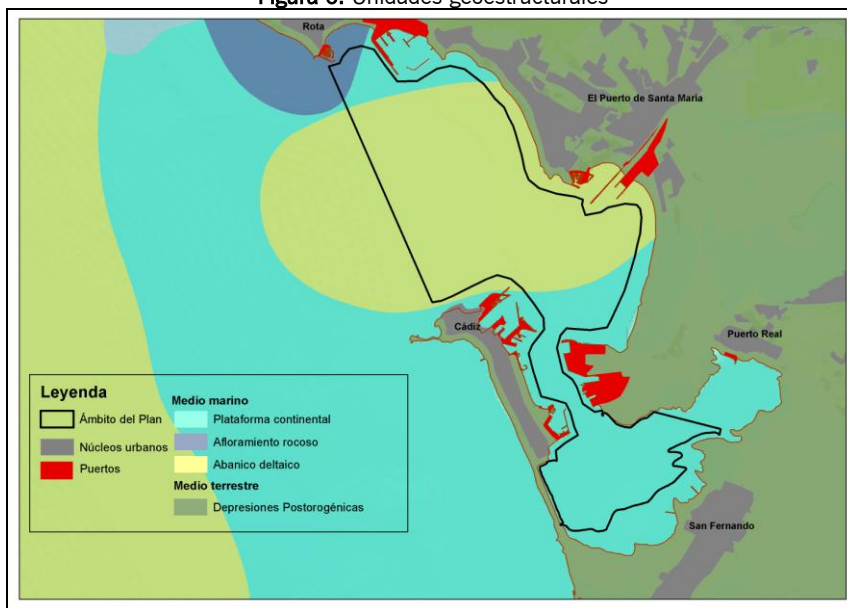 Figura 6. Unidades geoestructurales
Rota
El Puerto de Santa María
Cádiz
Puerto Real
San Fernando
Leyenda
Ámbito del Plan
Núcleos urbanos
Puertos
Medio marino
Plataforma continental
Afloramiento rocoso
Abanico deltaico
Medio terrestre
Depresiones Postorogénicas